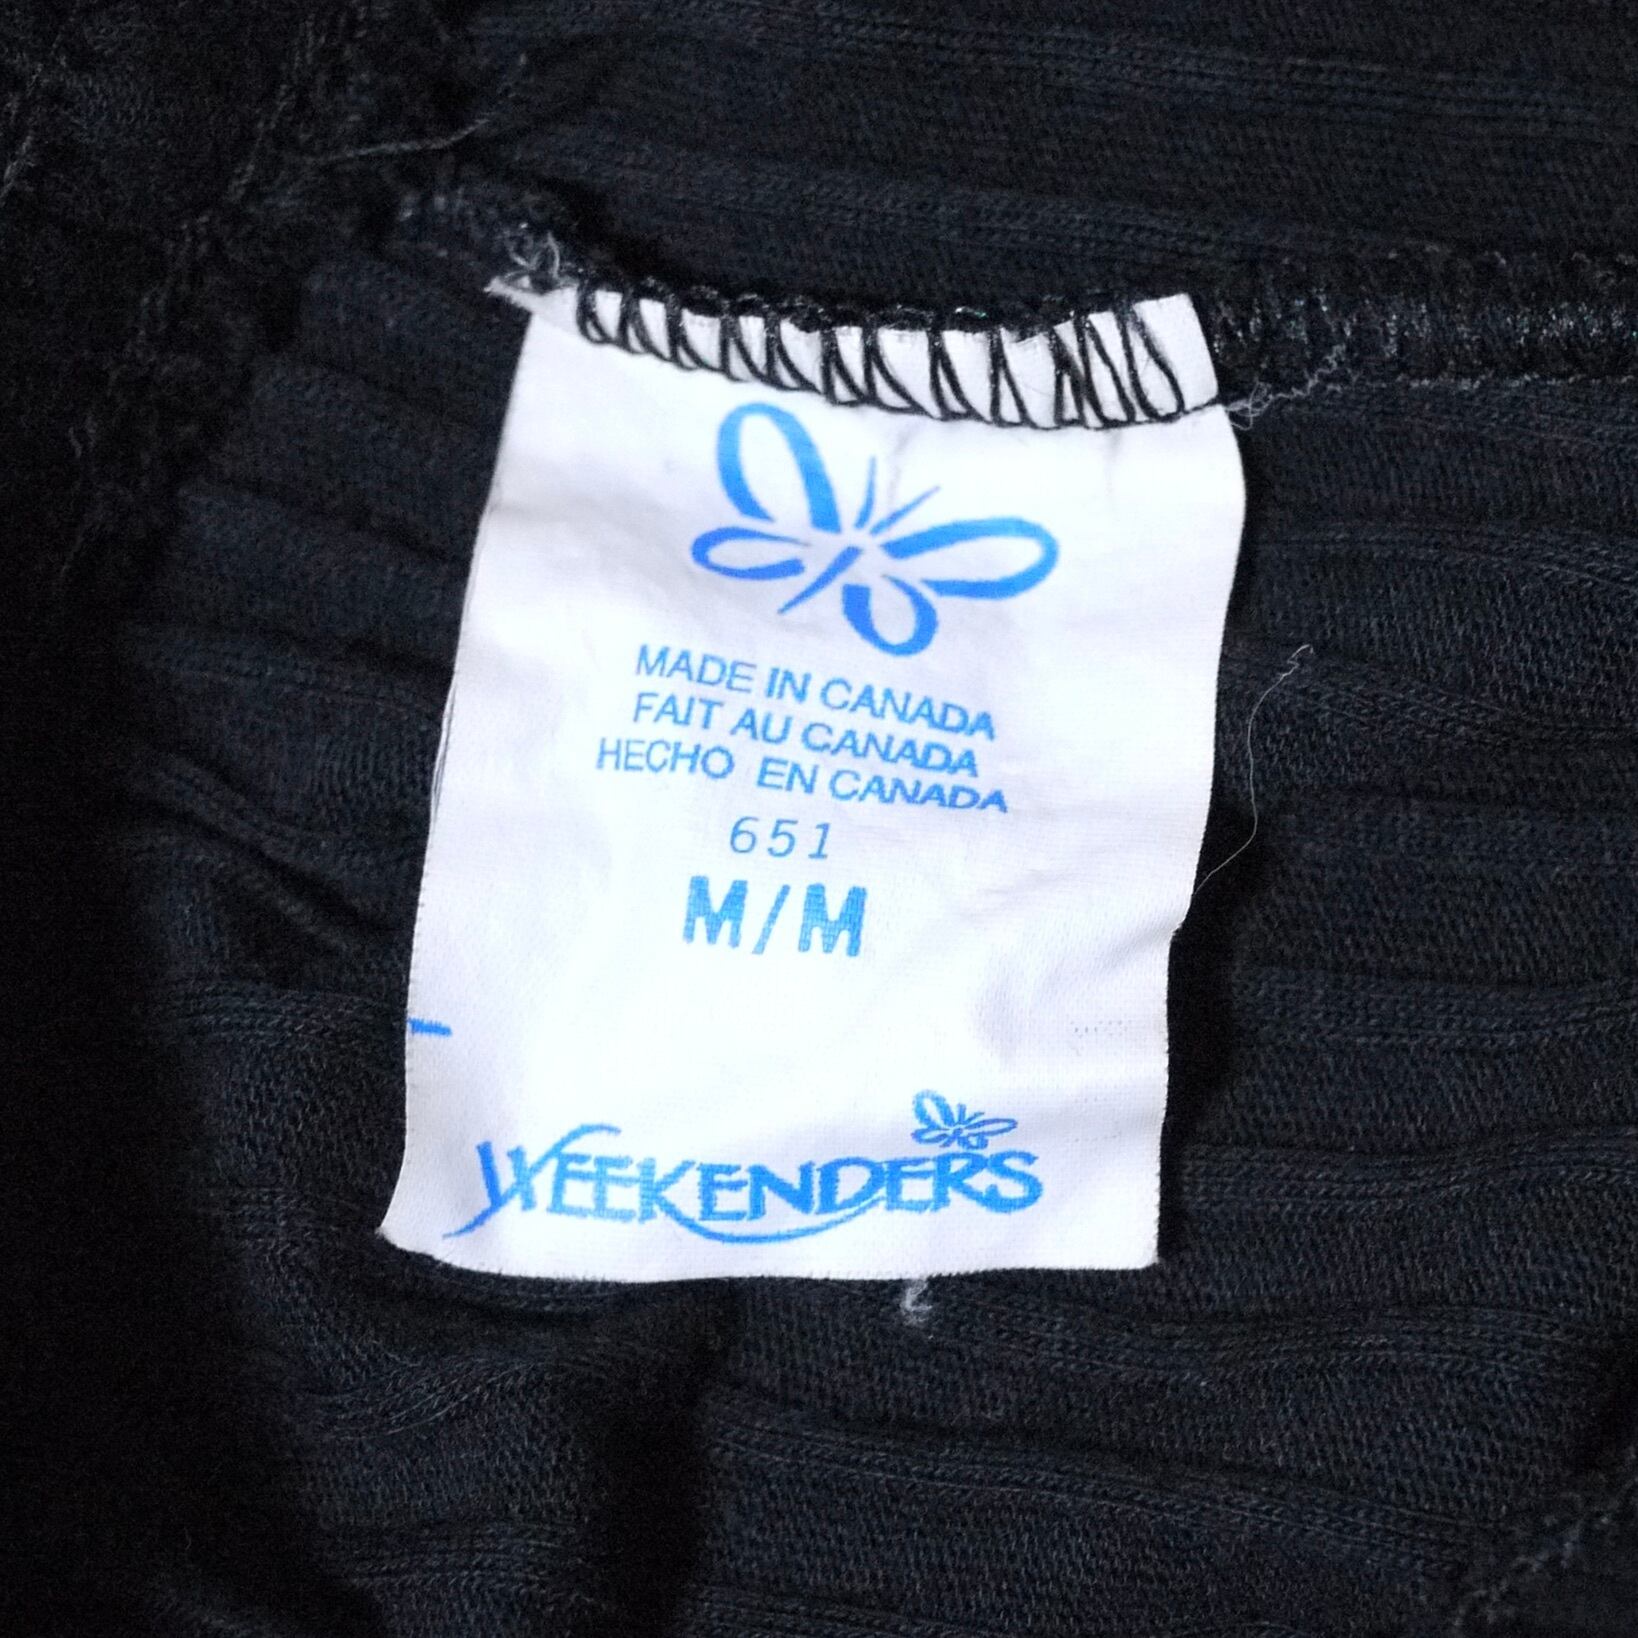 MADE IN CANADA
FAIT AU CANADA
HECHO EN CANADA
651
M/M
WEEKENDERS